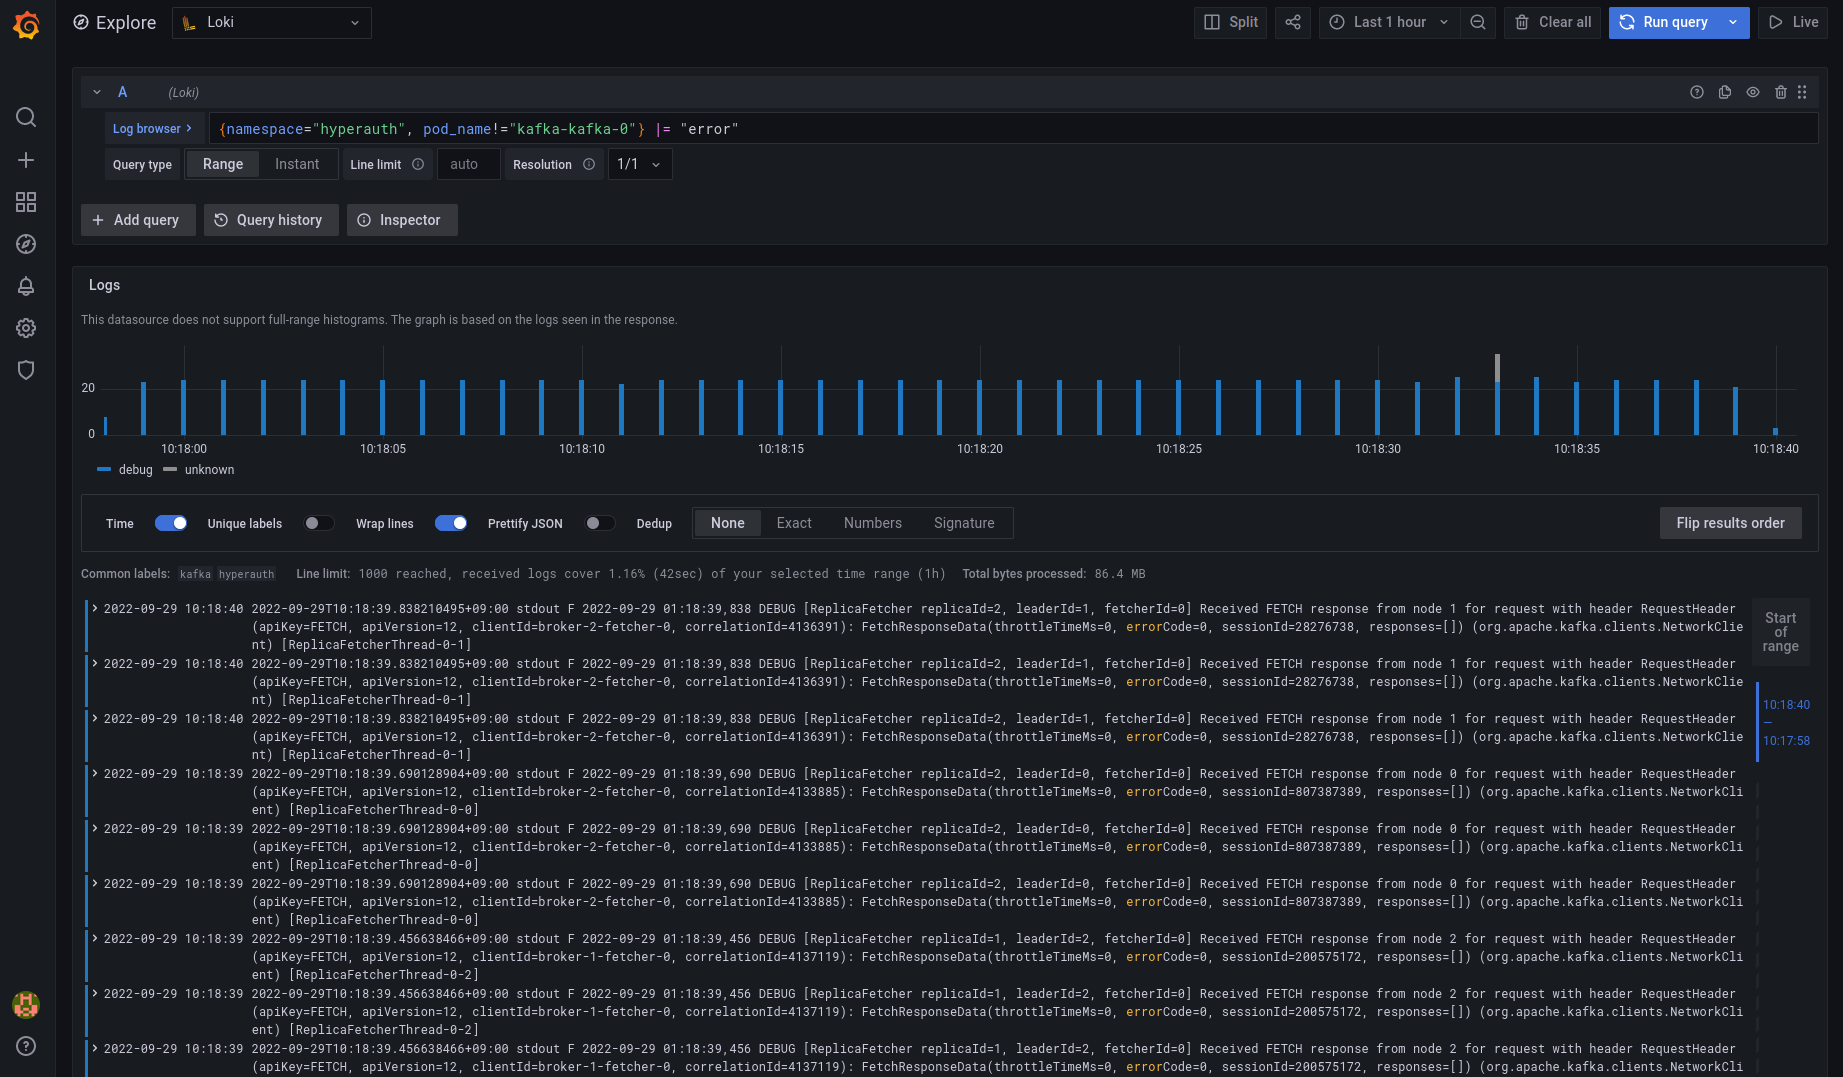 Explore
Loki
Split
Last 1 hour
Clear all
Run query
Live
A
(Loki)
Log browser
{namespace="hyperauth", pod_name!="kafka-kafka-0"} |= "error"
Query type
Range
Instant
Line limit
auto
Resolution
1/1
Add query
Query history
Inspector
Logs
This datasource does not support full-range histograms. The graph is based on the logs seen in the response.
20
0
10:18:00
10:18:05
10:18:10
10:18:15
10:18:20
10:18:25
10:18:30
10:18:35
10:18:40
debug
unknown
Time
Unique labels
Wrap lines
Prettify JSON
Dedup
None
Exact
Numbers
Signature
Flip results order
Common labels: kafka hyperauth Line limit: 1000 reached, received logs cover 1.16% (42sec) of your selected time range (1h) Total bytes processed: 86.4 MB
2022-09-29 10:18:40 2022-09-29T10:18:39.838210495+09:00 stdout F 2022-09-29 01:18:39,838 DEBUG [ReplicaFetcher replicaId=2, leaderId=1, fetcherId=0] Received FETCH response from node 1 for request with header RequestHeader
(apiKey=FETCH, apiVersion=12, clientId=broker-2-fetcher-0, correlationId=4136391): FetchResponseData(throttleTimeMs=0, errorCode=0, sessionId=28276738, responses=[]) (org.apache.kafka.clients.NetworkClie
nt) [ReplicaFetcherThread-0-1]
2022-09-29 10:18:40 2022-09-29T10:18:39.838210495+09:00 stdout F 2022-09-29 01:18:39,838 DEBUG [ReplicaFetcher replicaId=2, leaderId=1, fetcherId=0] Received FETCH response from node 1 for request with header RequestHeader
(apiKey=FETCH, apiVersion=12, clientId=broker-2-fetcher-0, correlationId=4136391): FetchResponseData(throttleTimeMs=0, errorCode=0, sessionId=28276738, responses=[]) (org.apache.kafka.clients.NetworkClie
nt) [ReplicaFetcherThread-0-1]
2022-09-29 10:18:40 2022-09-29T10:18:39.838210495+09:00 stdout F 2022-09-29 01:18:39,838 DEBUG [ReplicaFetcher replicaId=2, leaderId=1, fetcherId=0] Received FETCH response from node 1 for request with header RequestHeader
(apiKey=FETCH, apiVersion=12, clientId=broker-2-fetcher-0, correlationId=4136391): FetchResponseData(throttleTimeMs=0, errorCode=0, sessionId=28276738, responses=[]) (org.apache.kafka.clients.NetworkClie
nt) [ReplicaFetcherThread-0-1]
2022-09-29 10:18:39 2022-09-29T10:18:39.690128904+09:00 stdout F 2022-09-29 01:18:39,690 DEBUG [ReplicaFetcher replicaId=2, leaderId=0, fetcherId=0] Received FETCH response from node 0 for request with header RequestHeader
(apiKey=FETCH, apiVersion=12, clientId=broker-2-fetcher-0, correlationId=4133885): FetchResponseData(throttleTimeMs=0, errorCode=0, sessionId=807387389, responses=[]) (org.apache.kafka.clients.NetworkCli
ent) [ReplicaFetcherThread-0-0]
2022-09-29 10:18:39 2022-09-29T10:18:39.690128904+09:00 stdout F 2022-09-29 01:18:39,690 DEBUG [ReplicaFetcher replicaId=2, leaderId=0, fetcherId=0] Received FETCH response from node 0 for request with header RequestHeader
(apiKey=FETCH, apiVersion=12, clientId=broker-2-fetcher-0, correlationId=4133885): FetchResponseData(throttleTimeMs=0, errorCode=0, sessionId=807387389, responses=[]) (org.apache.kafka.clients.NetworkCli
ent) [ReplicaFetcherThread-0-0]
2022-09-29 10:18:39 2022-09-29T10:18:39.690128904+09:00 stdout F 2022-09-29 01:18:39,690 DEBUG [ReplicaFetcher replicaId=2, leaderId=0, fetcherId=0] Received FETCH response from node 0 for request with header RequestHeader
(apiKey=FETCH, apiVersion=12, clientId=broker-2-fetcher-0, correlationId=4133885): FetchResponseData(throttleTimeMs=0, errorCode=0, sessionId=807387389, responses=[]) (org.apache.kafka.clients.NetworkCli
ent) [ReplicaFetcherThread-0-0]
2022-09-29 10:18:39 2022-09-29T10:18:39.456638466+09:00 stdout F 2022-09-29 01:18:39,456 DEBUG [ReplicaFetcher replicaId=1, leaderId=2, fetcherId=0] Received FETCH response from node 2 for request with header RequestHeader
(apiKey=FETCH, apiVersion=12, clientId=broker-1-fetcher-0, correlationId=4137119): FetchResponseData(throttleTimeMs=0, errorCode=0, sessionId=200575172, responses=[]) (org.apache.kafka.clients.NetworkCli
ent) [ReplicaFetcherThread-0-2]
2022-09-29 10:18:39 2022-09-29T10:18:39.456638466+09:00 stdout F 2022-09-29 01:18:39,456 DEBUG [ReplicaFetcher replicaId=1, leaderId=2, fetcherId=0] Received FETCH response from node 2 for request with header RequestHeader
(apiKey=FETCH, apiVersion=12, clientId=broker-1-fetcher-0, correlationId=4137119): FetchResponseData(throttleTimeMs=0, errorCode=0, sessionId=200575172, responses=[]) (org.apache.kafka.clients.NetworkCli
ent) [ReplicaFetcherThread-0-2]
2022-09-29 10:18:39 2022-09-29T10:18:39.456638466+09:00 stdout F 2022-09-29 01:18:39,456 DEBUG [ReplicaFetcher replicaId=1, leaderId=2, fetcherId=0] Received FETCH response from node 2 for request with header RequestHeader
(apiKey=FETCH, apiVersion=12, clientId=broker-1-fetcher-0, correlationId=4137119): FetchResponseData(throttleTimeMs=0, errorCode=0, sessionId=200575172, responses=[]) (org.apache.kafka.clients.NetworkCli
Start
of
range
10:18:40
—
10:17:58